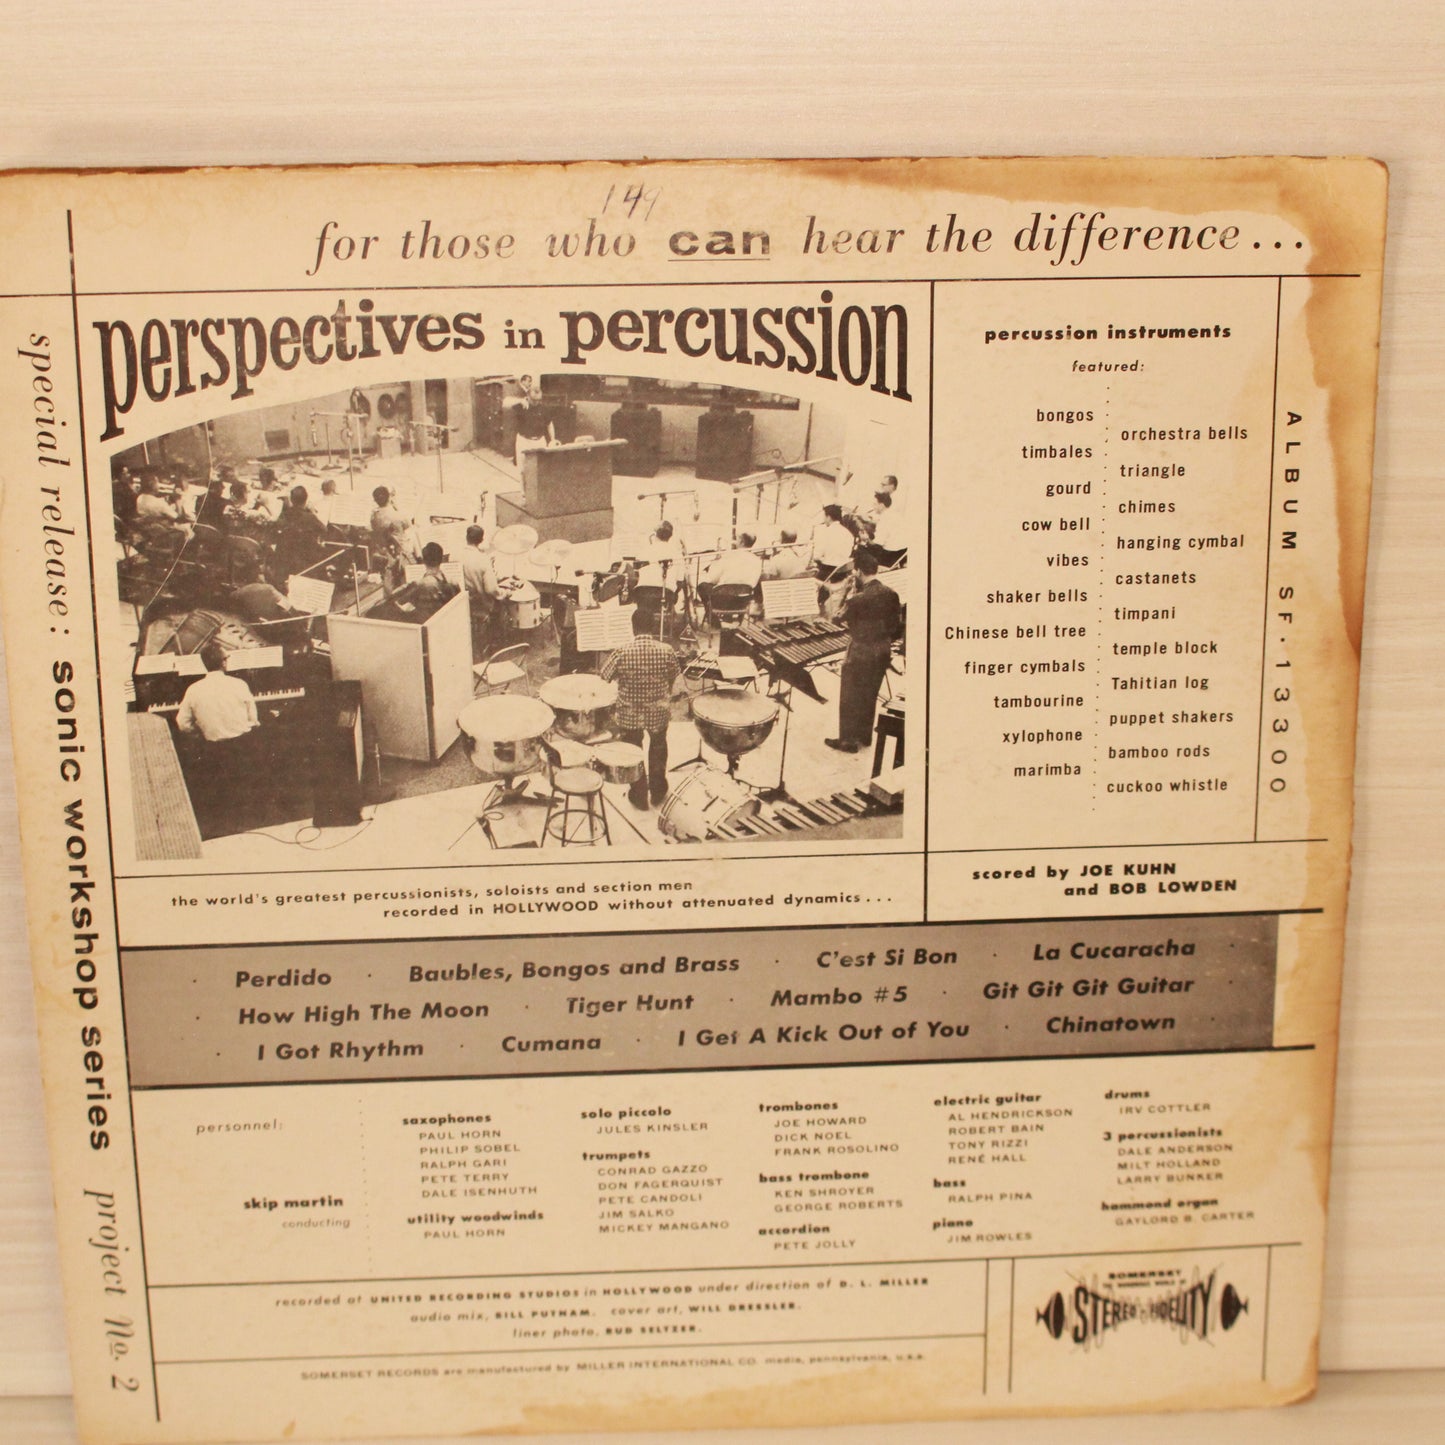 149
for those who can hear the difference...
special release: sonic workshop series project No. 2
perspectives in percussion
percussion instruments
featured:
bongos
orchestra bells
timbales
triangle
gourd
chimes
cow bell
hanging cymbal
vibes
castanets
shaker bells
timpani
Chinese bell tree
temple block
finger cymbals
Tahitian log
tambourine
puppet shakers
xylophone
bamboo rods
marimba
cuckoo whistle
ALBUM SF-13300
the world's greatest percussionists, soloists and section men
recorded in HOLLYWOOD without attenuated dynamics...
scored by JOE KUHN
and BOB LOWDEN
· Perdido · Baubles, Bongos and Brass · C'est Si Bon · La Cucaracha ·
· How High The Moon · Tiger Hunt · Mambo #5 · Git Git Git Guitar ·
· I Got Rhythm · Cumana · I Get A Kick Out of You · Chinatown ·
personnel:
skip martin
conducting
saxophones
PAUL HORN
PHILIP SOBEL
RALPH GARI
PETE TERRY
DALE ISENHUTH
utility woodwinds
PAUL HORN
solo piccolo
JULES KINSLER
trumpets
CONRAD GAZZO
DON FAGERQUIST
PETE CANDOLI
JIM SALKO
MICKEY MANGANO
trombones
JOE HOWARD
DICK NOEL
FRANK ROSOLINO
bass trombone
KEN SHROYER
GEORGE ROBERTS
accordion
PETE JOLLY
electric guitar
AL HENDRICKSON
ROBERT BAIN
TONY RIZZI
RENÉ HALL
bass
RALPH PINA
piano
JIM ROWLES
drums
IRV COTTLER
3 percussionists
DALE ANDERSON
MILT HOLLAND
LARRY BUNKER
hammond organ
GAYLORD B. CARTER
recorded at UNITED RECORDING STUDIOS in HOLLYWOOD under direction of D. L. MILLER
audio mix, BILL PUTNAM. cover art, WILL DRESSLER.
liner photo, BUD SELTZER.
SOMERSET RECORDS are manufactured by MILLER INTERNATIONAL CO. media, pennsylvania, u.s.a.
SOMERSET
THE WONDROUS WORLD OF
STEREO-FIDELITY